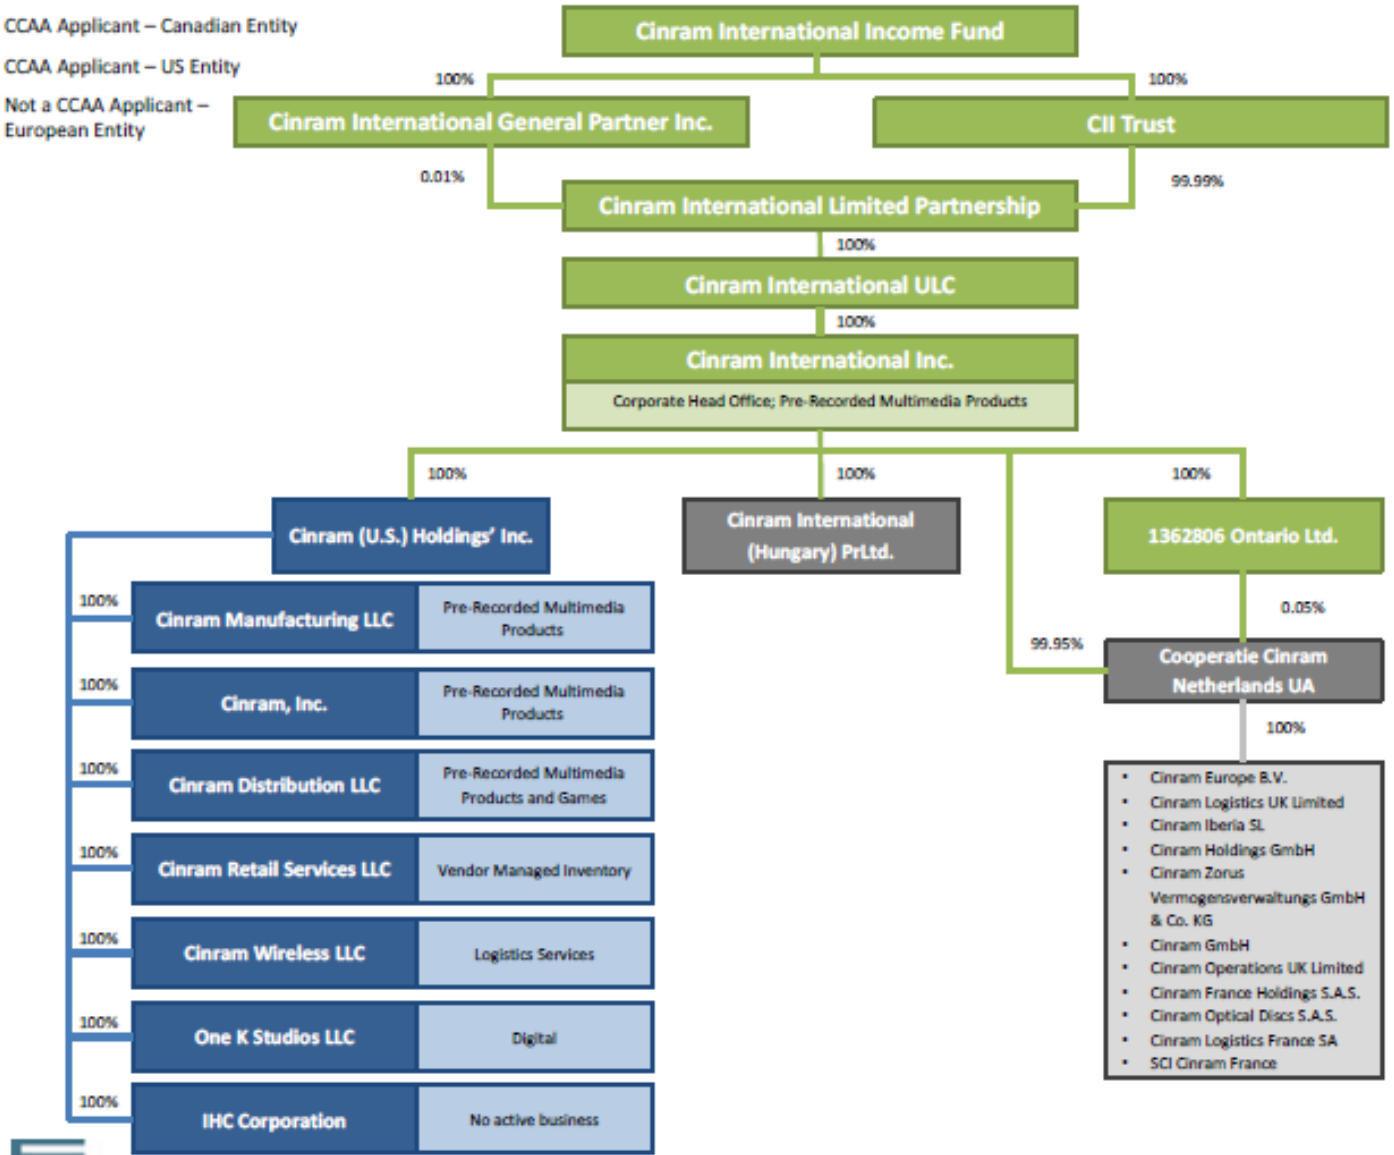 CCAA Applicant – Canadian Entity
CCAA Applicant – US Entity
Not a CCAA Applicant –
European Entity
Cinram International Income Fund
100%
100%
Cinram International General Partner Inc.
CII Trust
0.01%
99.99%
Cinram International Limited Partnership
100%
Cinram International ULC
100%
Cinram International Inc.
Corporate Head Office; Pre-Recorded Multimedia Products
100%
100%
100%
Cinram (U.S.) Holdings’ Inc.
Cinram International
(Hungary) PrLtd.
1362806 Ontario Ltd.
0.05%
99.95%
Cooperatie Cinram
Netherlands UA
100%
100%
Cinram Manufacturing LLC
Pre-Recorded Multimedia
Products
100%
Cinram, Inc.
Pre-Recorded Multimedia
Products
100%
Cinram Distribution LLC
Pre-Recorded Multimedia
Products and Games
100%
Cinram Retail Services LLC
Vendor Managed Inventory
100%
Cinram Wireless LLC
Logistics Services
100%
One K Studios LLC
Digital
100%
IHC Corporation
No active business
▪ Cinram Europe B.V.
▪ Cinram Logistics UK Limited
▪ Cinram Iberia SL
▪ Cinram Holdings GmbH
▪ Cinram Zorus
Vermogensverwaltungs GmbH
& Co. KG
▪ Cinram GmbH
▪ Cinram Operations UK Limited
▪ Cinram France Holdings S.A.S.
▪ Cinram Optical Discs S.A.S.
▪ Cinram Logistics France SA
▪ SCI Cinram France